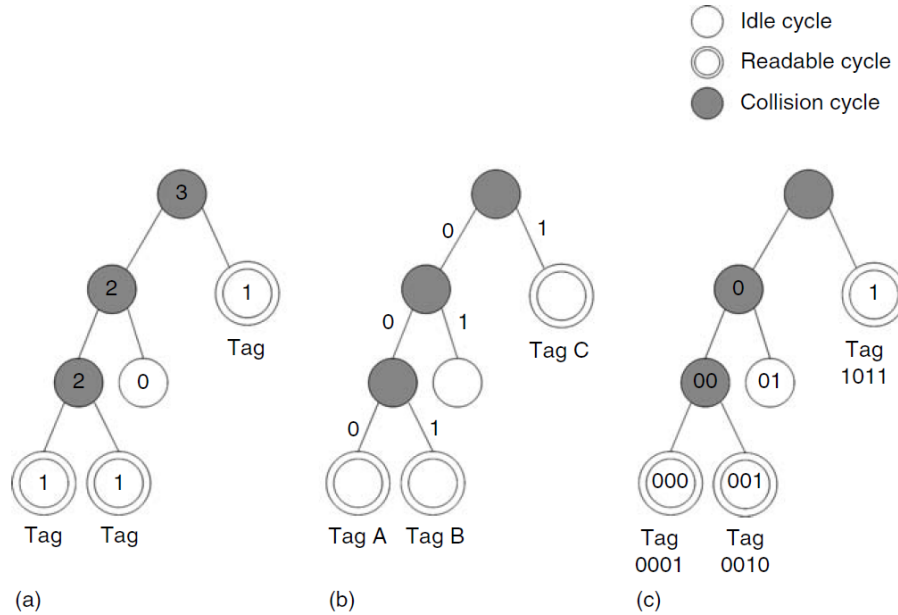 Idle cycle
Readable cycle
Collision cycle
3
2
1
Tag
2
0
1
1
Tag
Tag
(a)
0
1
0
1
Tag C
0
1
Tag A
Tag B
(b)
0
1
Tag
1011
00
01
000
001
Tag
0001
Tag
0010
(c)